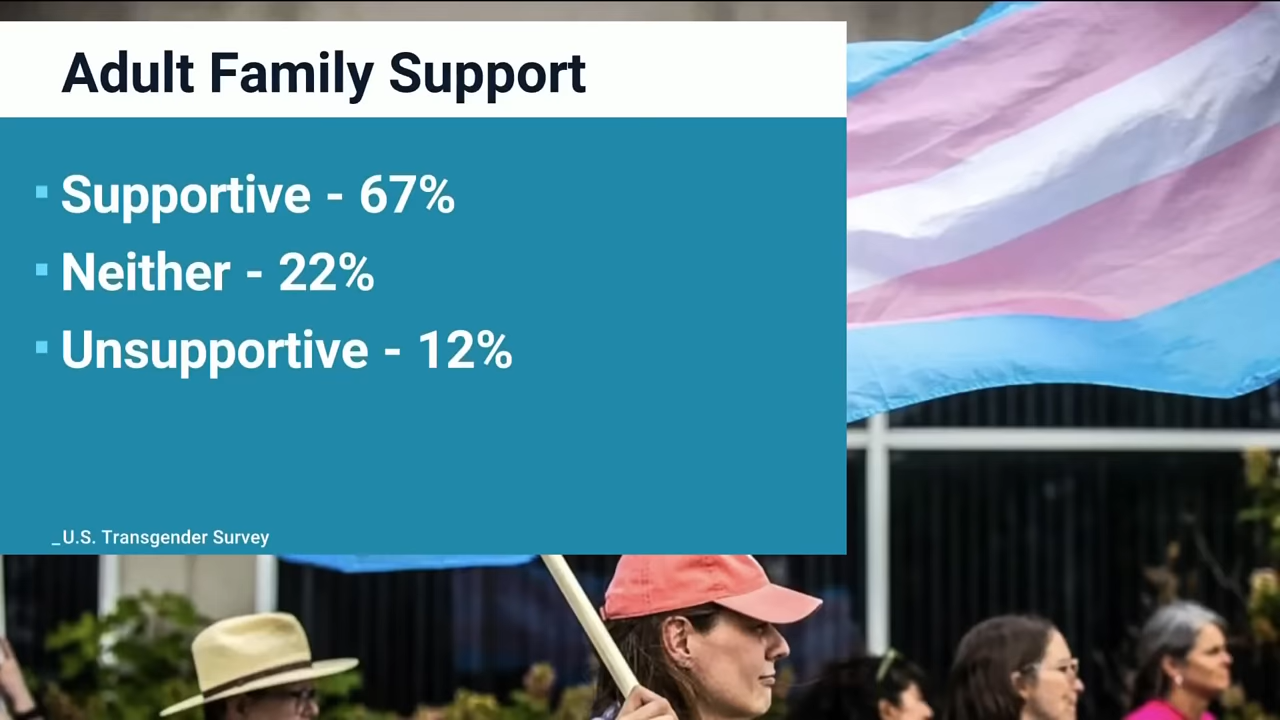 Adult Family Support
▪ Supportive - 67%
▪ Neither - 22%
▪ Unsupportive - 12%
_U.S. Transgender Survey